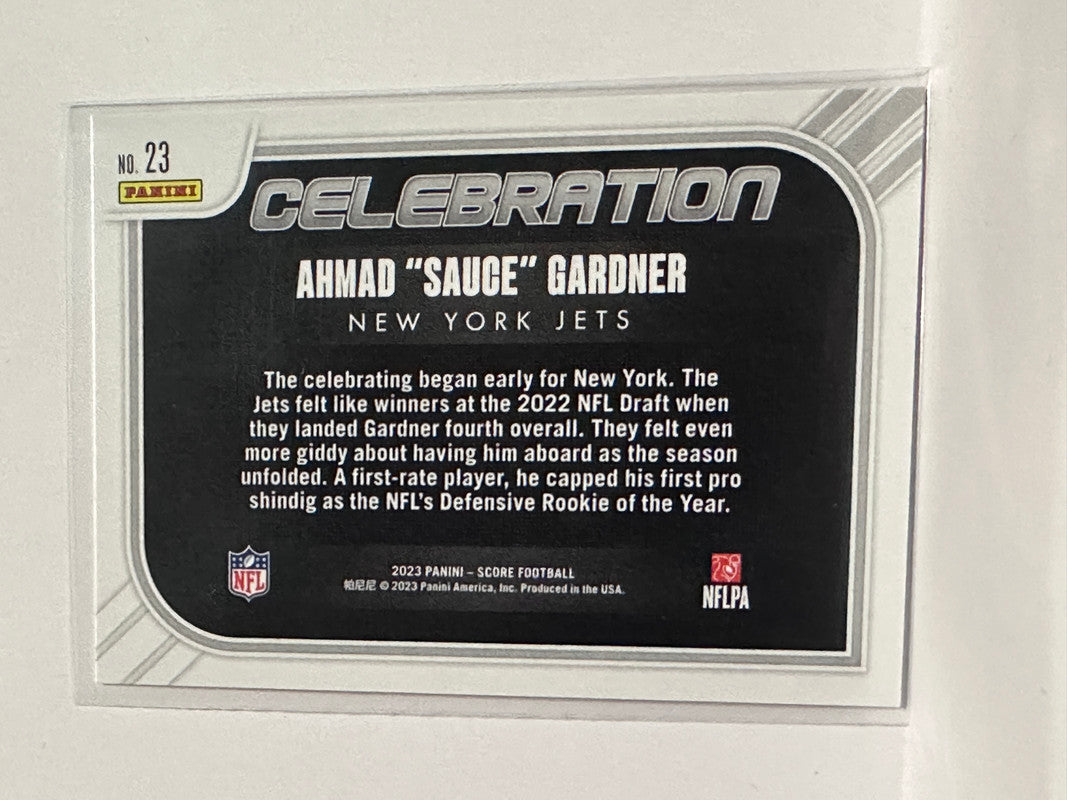 NO. 23
PANINI
CELEBRATION
AHMAD "SAUCE" GARDNER
NEW YORK JETS
The celebrating began early for New York. The
Jets felt like winners at the 2022 NFL Draft when
they landed Gardner fourth overall. They felt even
more giddy about having him aboard as the season
unfolded. A first-rate player, he capped his first pro
shindig as the NFL's Defensive Rookie of the Year.
NFL
2023 PANINI – SCORE FOOTBALL
帕尼尼 © 2023 Panini America, Inc. Produced in the USA.
NFLPA